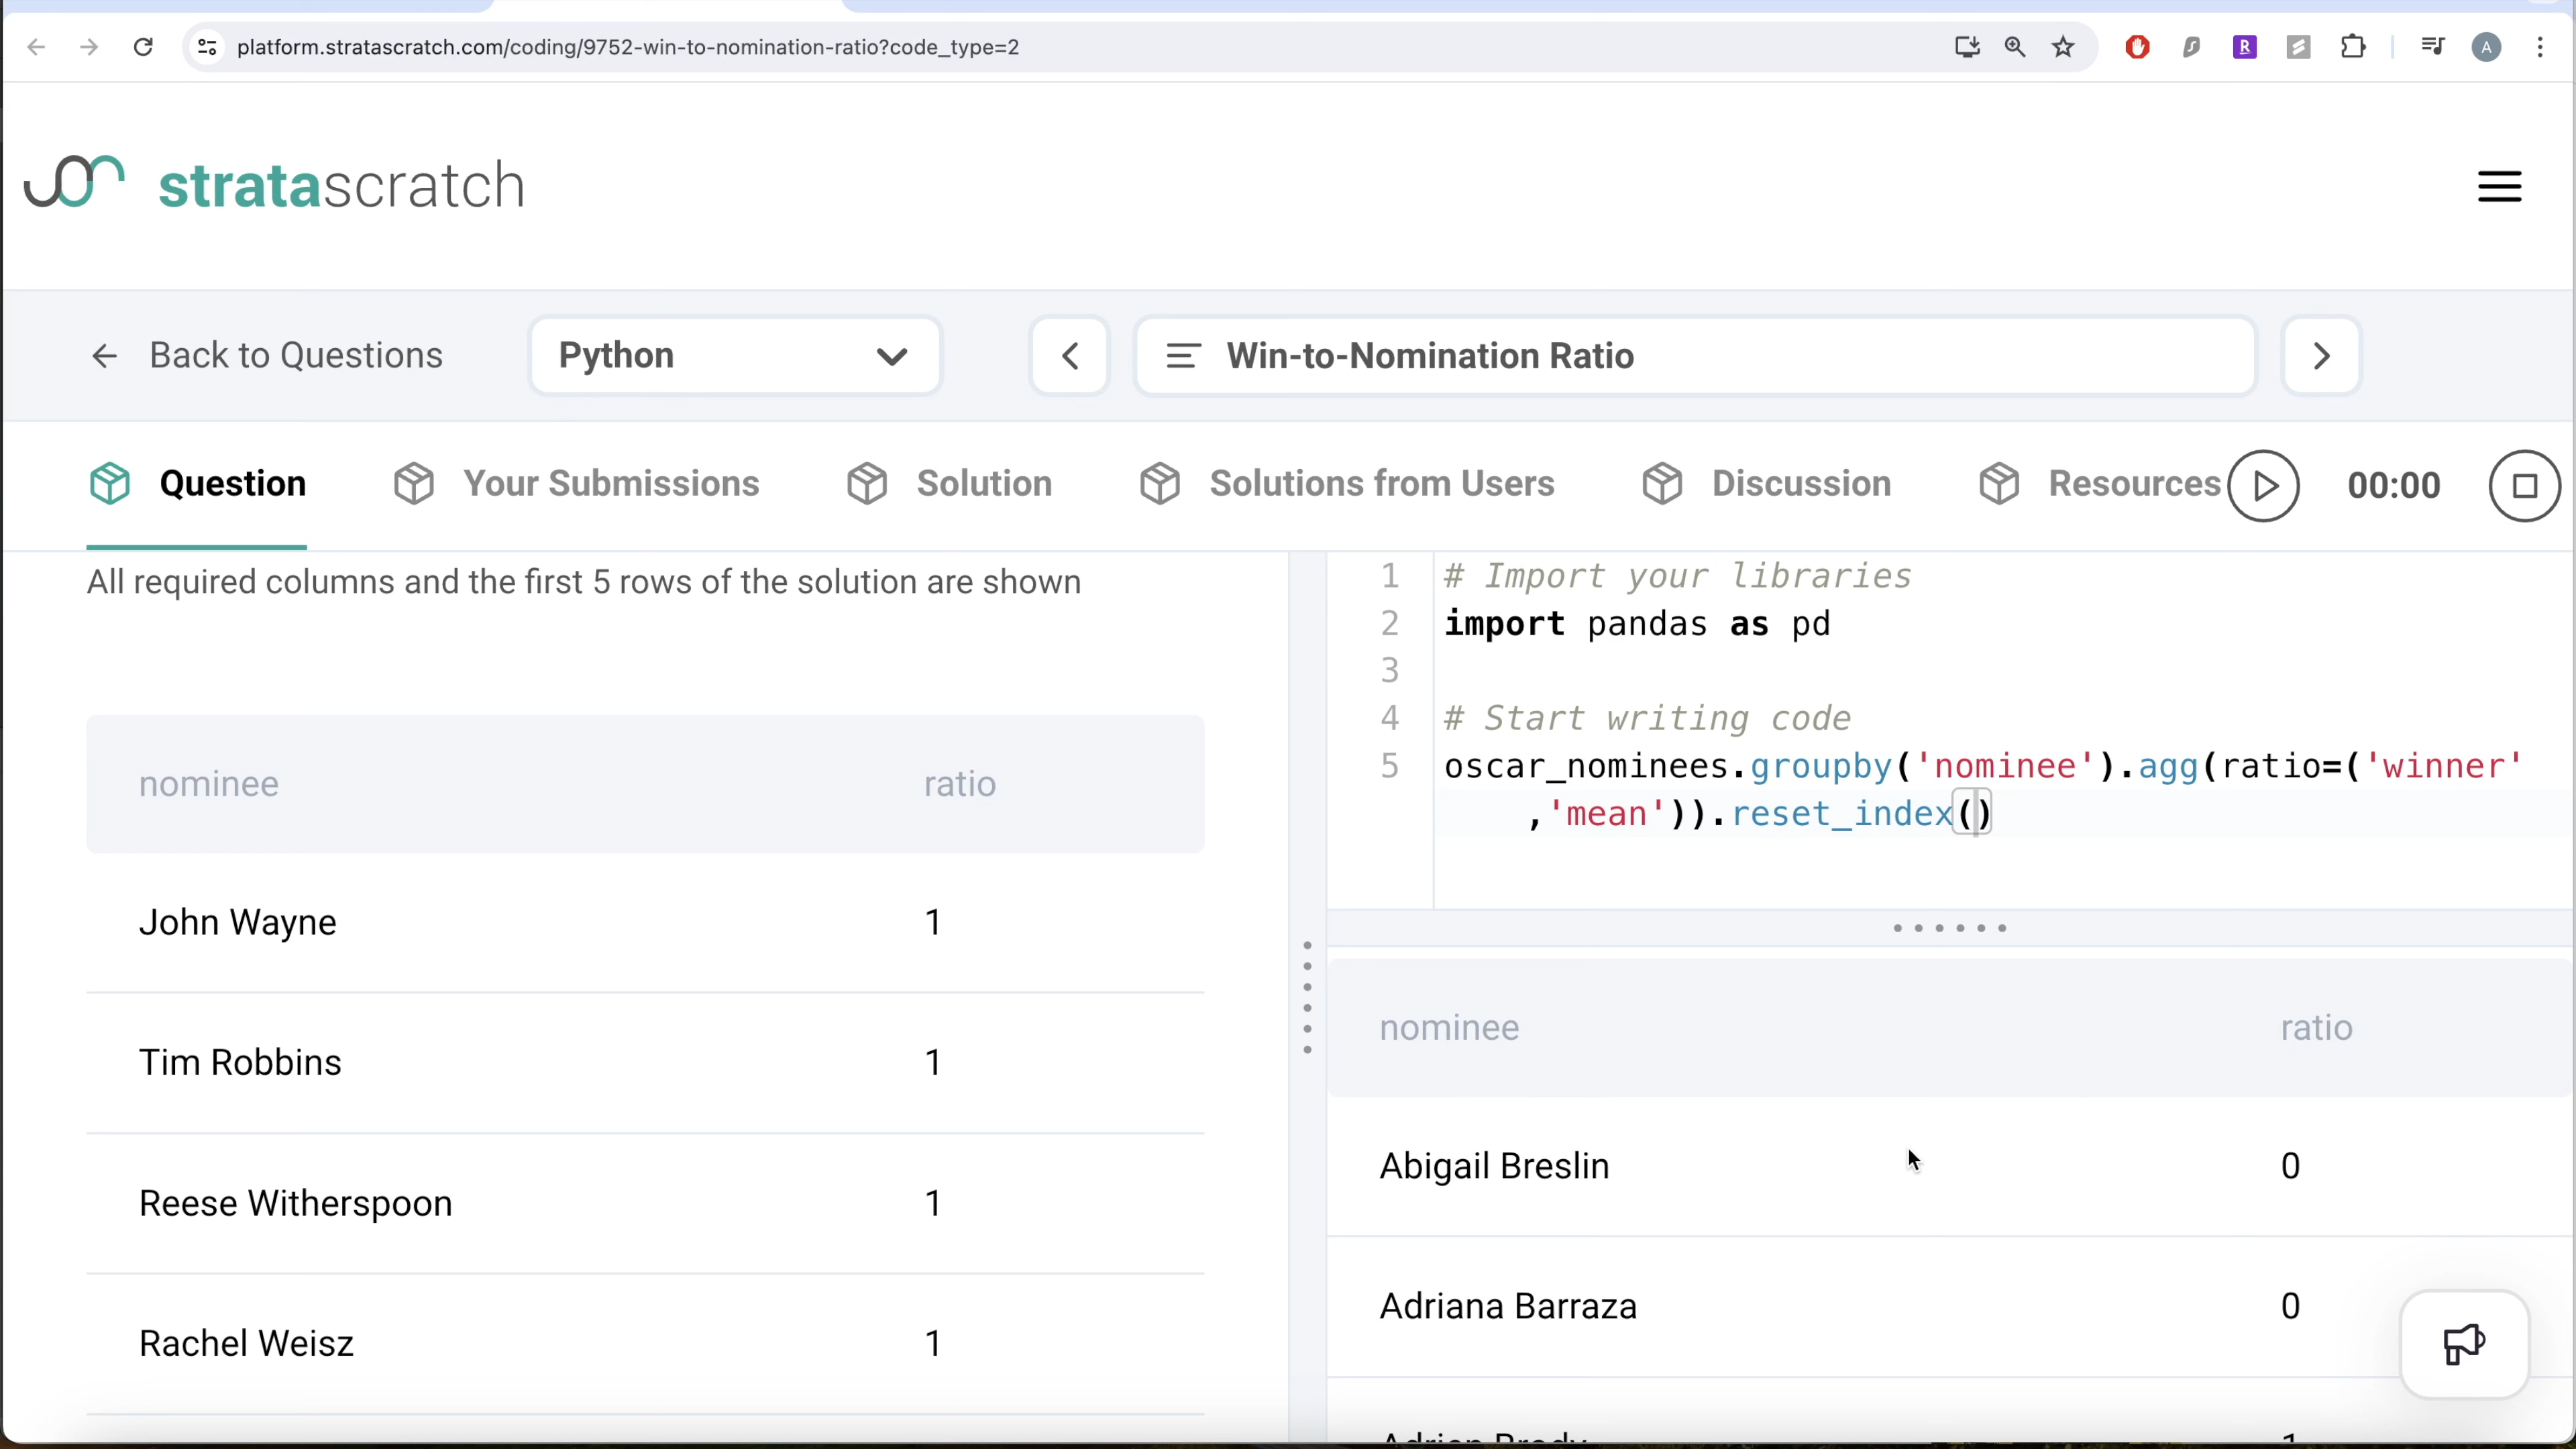 platform.stratascratch.com/coding/9752-win-to-nomination-ratio?code_type=2
R
A
stratascratch
Back to Questions
Python
Win-to-Nomination Ratio
Question
Your Submissions
Solution
Solutions from Users
Discussion
Resources
00:00
All required columns and the first 5 rows of the solution are shown
nominee ratio
John Wayne 1
Tim Robbins 1
Reese Witherspoon 1
Rachel Weisz 1
1 # Import your libraries
2 import pandas as pd
3
4 # Start writing code
5 oscar_nominees.groupby('nominee').agg(ratio=('winner'
,'mean')).reset_index()
nominee ratio
Abigail Breslin 0
Adriana Barraza 0
Adrien Brody 1